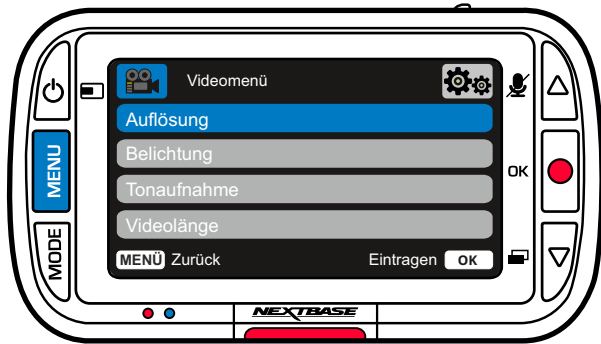 Videomenü
Auflösung
Belichtung
Tonaufnahme
Videolänge
MENÜ Zurück Eintragen OK
MENU
MODE
OK
NEXTBASE